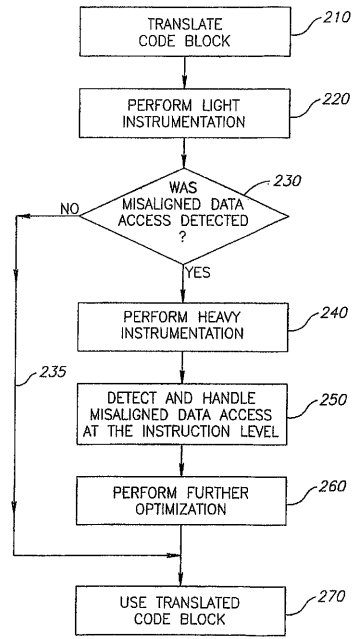 TRANSLATE
CODE BLOCK
210
PERFORM LIGHT
INSTRUMENTATION
220
WAS
MISALIGNED DATA
ACCESS DETECTED
?
230
NO
YES
PERFORM HEAVY
INSTRUMENTATION
240
235
DETECT AND HANDLE
MISALIGNED DATA ACCESS
AT THE INSTRUCTION LEVEL
250
PERFORM FURTHER
OPTIMIZATION
260
USE TRANSLATED
CODE BLOCK
270